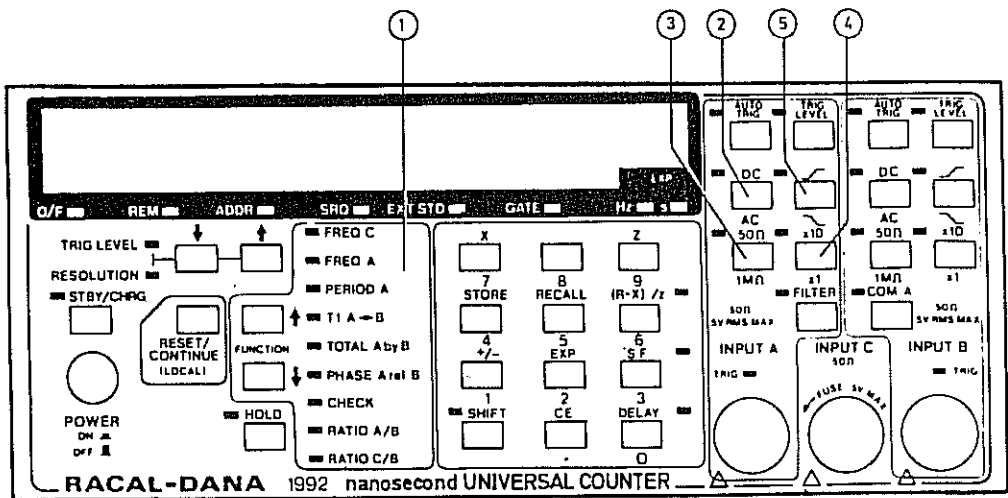 1 3 2 5 4
AUTO TRIG TRIG LEVEL AUTO TRIG TRIG LEVEL
DC DC
EXP
O/F REM ADDR SRQ EXT STD GATE Hz s
AC AC
50Ω x10 50Ω x10
1MΩ x1 1MΩ x1
FILTER COM A
50Ω 5V RMS MAX 50Ω 5V RMS MAX
INPUT A INPUT C INPUT B
50Ω
TRIG TRIG
FUSE 5V MAX
TRIG LEVEL
RESOLUTION
STBY/CHRG
RESET/
CONTINUE
(LOCAL)
FUNCTION
POWER
ON
OFF
HOLD
FREQ C
FREQ A
PERIOD A
T1 A B
TOTAL A by B
PHASE A rel B
CHECK
RATIO A/B
RATIO C/B
X Z
7 8 9
STORE RECALL (R-X)/Z
4 5 6
+/- EXP S F
1 2 3
SHIFT CE DELAY
. 0
RACAL-DANA 1992 nanosecond UNIVERSAL COUNTER